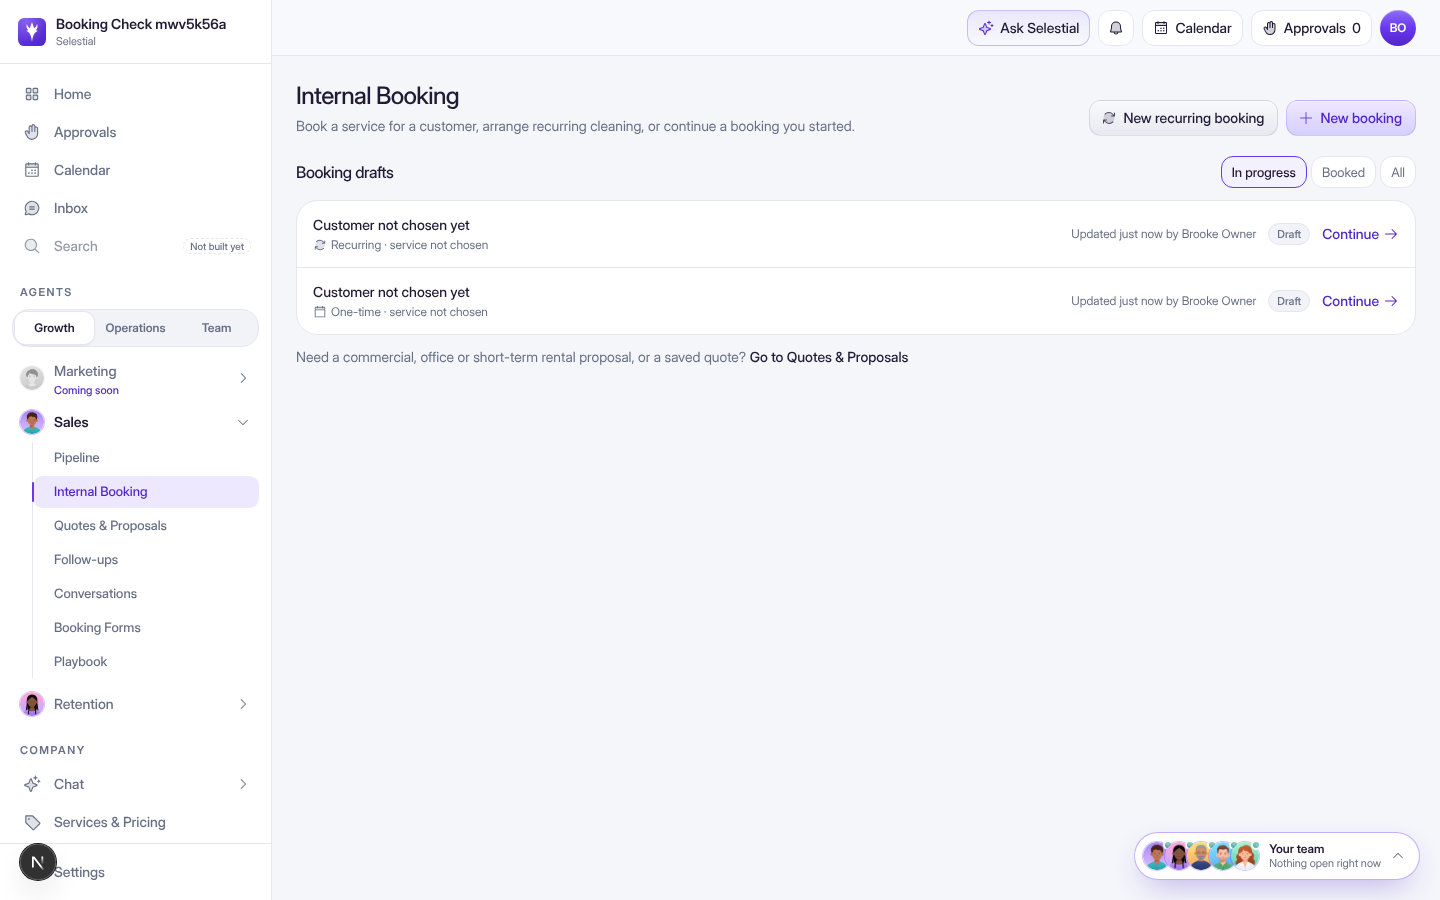 Booking Check mwv5k56a
Selestial
Ask Selestial
Calendar
Approvals 0
BO
Home
Approvals
Calendar
Inbox
Search
Not built yet
AGENTS
Growth
Operations
Team
Marketing
Coming soon
Sales
Pipeline
Internal Booking
Quotes & Proposals
Follow-ups
Conversations
Booking Forms
Playbook
Retention
COMPANY
Chat
Services & Pricing
N
Settings
Internal Booking
Book a service for a customer, arrange recurring cleaning, or continue a booking you started.
New recurring booking
New booking
Booking drafts
In progress
Booked
All
Customer not chosen yet
Recurring · service not chosen
Updated just now by Brooke Owner
Draft
Continue
Customer not chosen yet
One-time · service not chosen
Updated just now by Brooke Owner
Draft
Continue
Need a commercial, office or short-term rental proposal, or a saved quote? Go to Quotes & Proposals
Your team
Nothing open right now